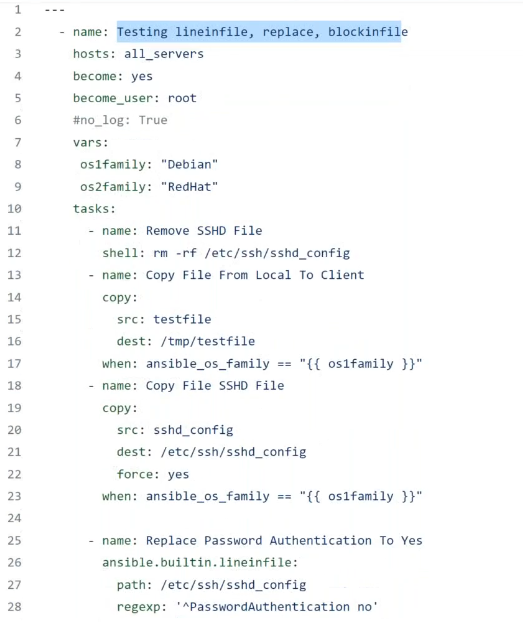 1 ---
2   - name: Testing lineinfile, replace, blockinfile
3     hosts: all_servers
4     become: yes
5     become_user: root
6     #no_log: True
7     vars:
8      os1family: "Debian"
9      os2family: "RedHat"
10     tasks:
11       - name: Remove SSHD File
12         shell: rm -rf /etc/ssh/sshd_config
13       - name: Copy File From Local To Client
14         copy:
15           src: testfile
16           dest: /tmp/testfile
17         when: ansible_os_family == "{{ os1family }}"
18       - name: Copy File SSHD File
19         copy:
20           src: sshd_config
21           dest: /etc/ssh/sshd_config
22           force: yes
23         when: ansible_os_family == "{{ os1family }}"
24
25       - name: Replace Password Authentication To Yes
26         ansible.builtin.lineinfile:
27           path: /etc/ssh/sshd_config
28           regexp: '^PasswordAuthentication no'